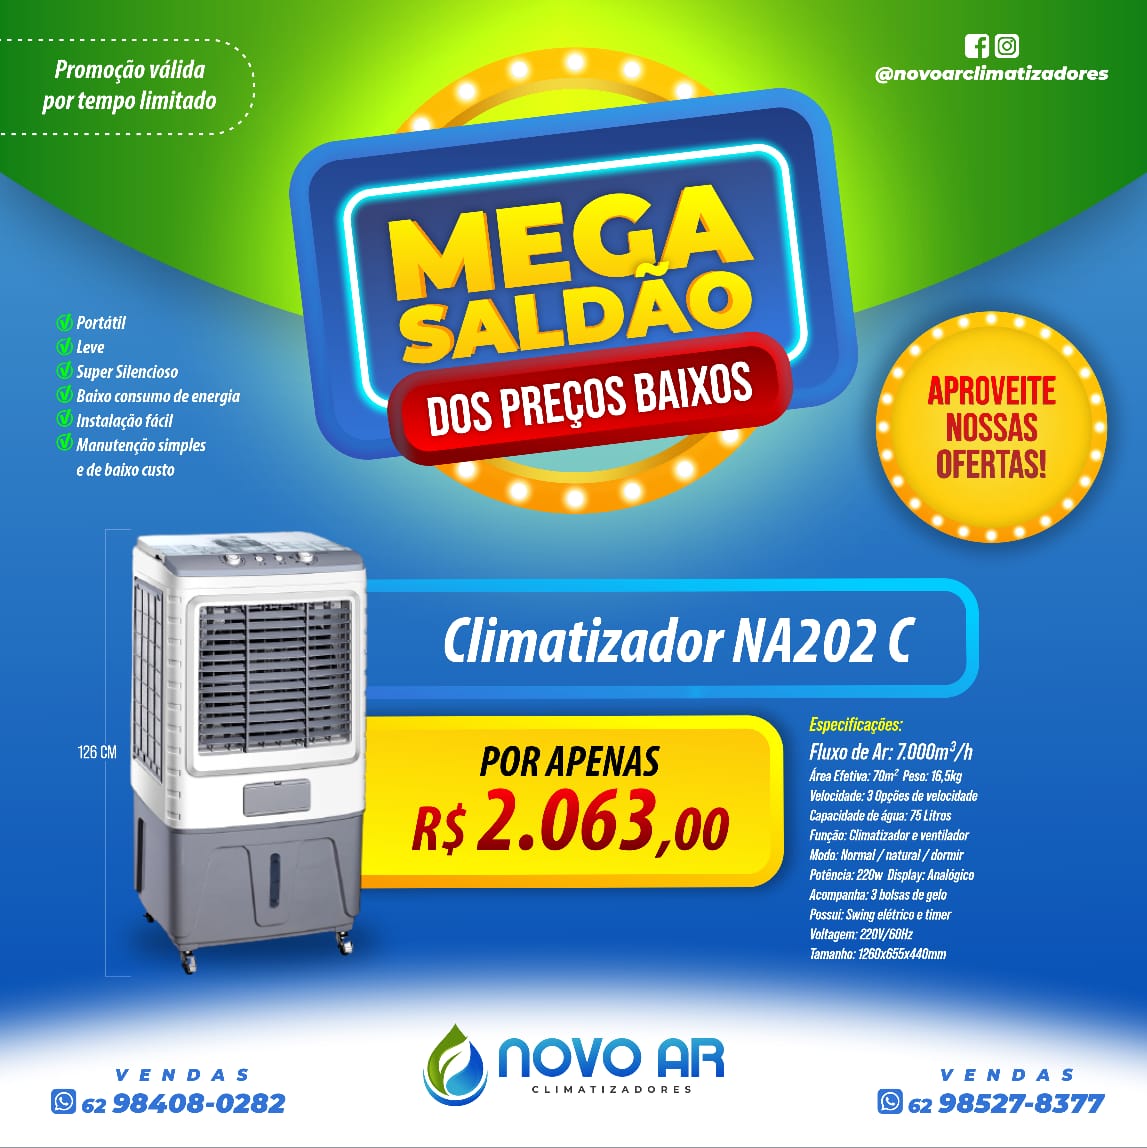 Promoção válida
por tempo limitado
@novoarclimatizadores
MEGA
SALDÃO
DOS PREÇOS BAIXOS
Portátil
Leve
Super Silencioso
Baixo consumo de energia
Instalação fácil
Manutenção simples
e de baixo custo
APROVEITE
NOSSAS
OFERTAS!
Climatizador NA202 C
126 CM
POR APENAS
R$ 2.063,00
Especificações:
Fluxo de Ar: 7.000m³/h
Área Efetiva: 70m² Peso: 16,5kg
Velocidade: 3 Opções de velocidade
Capacidade de água: 75 Litros
Função: Climatizador e ventilador
Modo: Normal / natural / dormir
Potência: 220w Display: Analógico
Acompanha: 3 bolsas de gelo
Possui: Swing elétrico e timer
Voltagem: 220V/60Hz
Tamanho: 1260x655x440mm
NOVO AR
CLIMATIZADORES
VENDAS
62 98408-0282
VENDAS
62 98527-8377